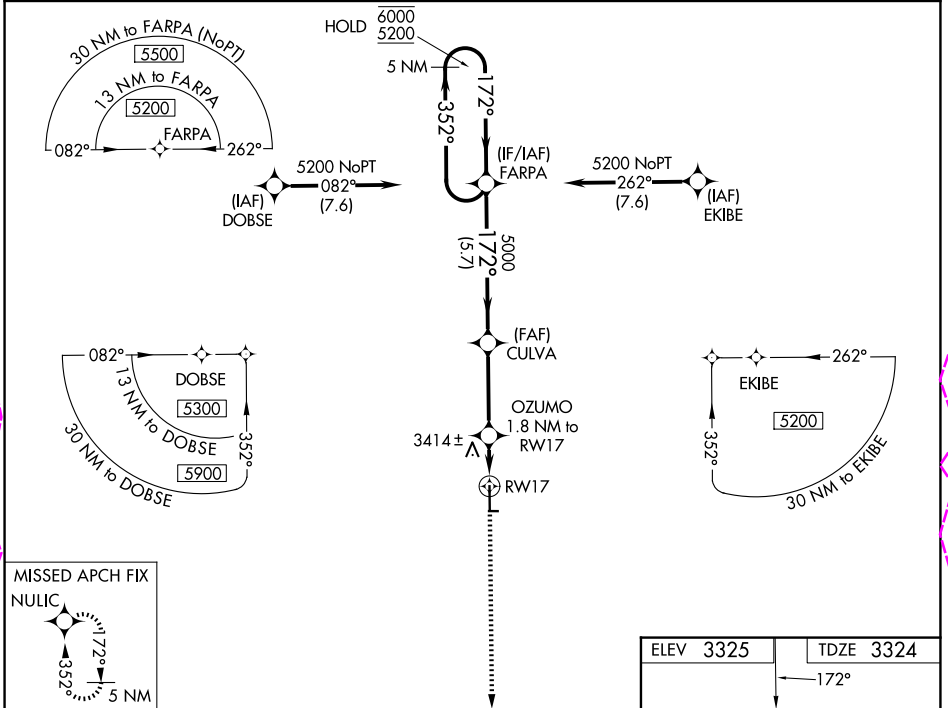 30 NM to FARPA (NoPT)
5500
13 NM to FARPA
5200
FARPA
082°
262°
HOLD
6000
5200
5 NM
352°
172°
(IF/IAF)
FARPA
5200 NoPT
082°
(7.6)
(IAF)
DOBSE
5200 NoPT
262°
(7.6)
(IAF)
EKIBE
172°
5000
(5.7)
(FAF)
CULVA
OZUMO
1.8 NM to
RW17
3414±
RW17
082°
DOBSE
13 NM to DOBSE
5300
30 NM to DOBSE
5900
352°
262°
EKIBE
5200
352°
30 NM to EKIBE
MISSED APCH FIX
NULIC
172°
352°
5 NM
ELEV 3325
TDZE 3324
172°